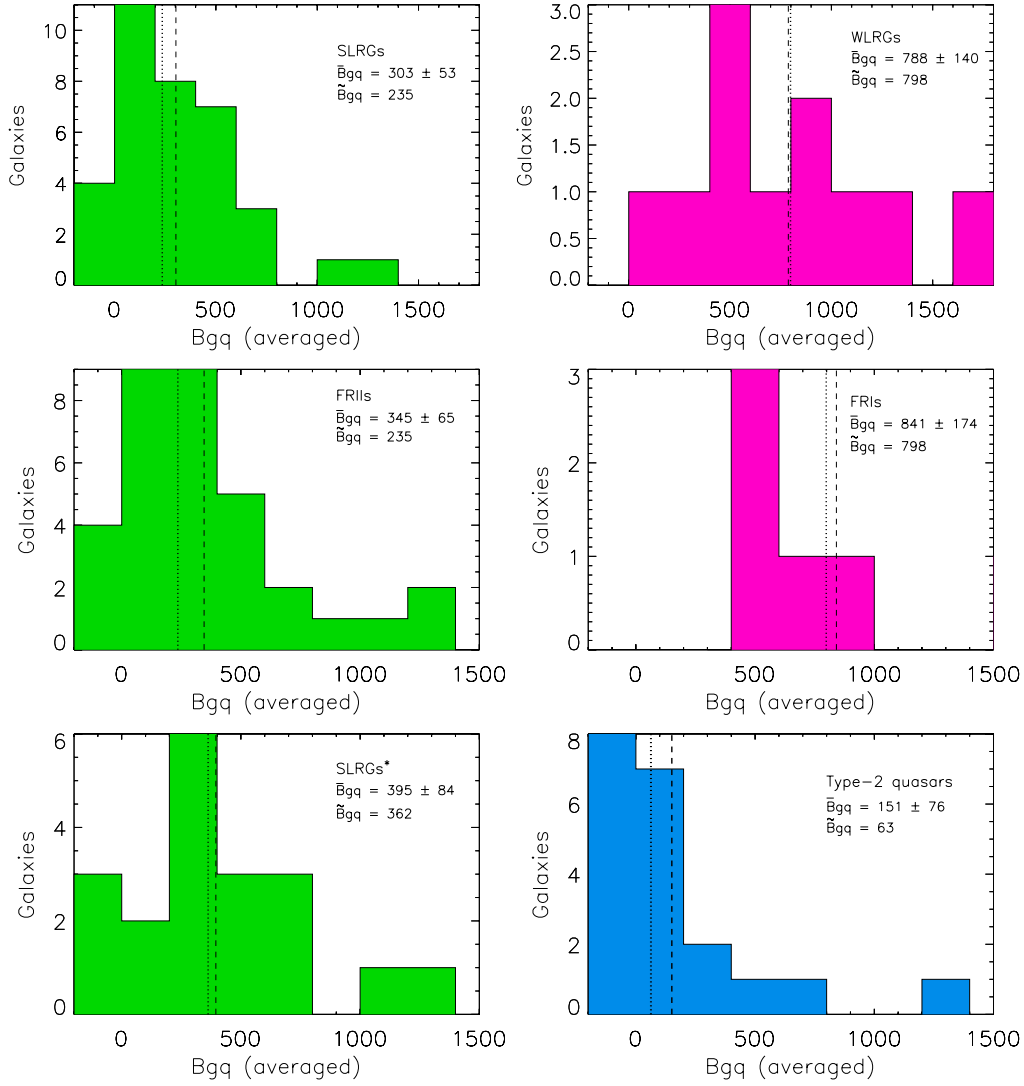 SLRGs
B̄gq = 303 ± 53
B̃gq = 235
Galaxies
10
8
6
4
2
0
0 500 1000 1500
Bgq (averaged)
WLRGs
B̄gq = 788 ± 140
B̃gq = 798
Galaxies
3.0
2.5
2.0
1.5
1.0
0.5
0.0
0 500 1000 1500
Bgq (averaged)
FRIIs
B̄gq = 345 ± 65
B̃gq = 235
Galaxies
8
6
4
2
0
0 500 1000 1500
Bgq (averaged)
FRIs
B̄gq = 841 ± 174
B̃gq = 798
Galaxies
3
2
1
0
0 500 1000 1500
Bgq (averaged)
SLRGs*
B̄gq = 395 ± 84
B̃gq = 362
Galaxies
6
4
2
0
0 500 1000 1500
Bgq (averaged)
Type-2 quasars
B̄gq = 151 ± 76
B̃gq = 63
Galaxies
8
6
4
2
0
0 500 1000 1500
Bgq (averaged)